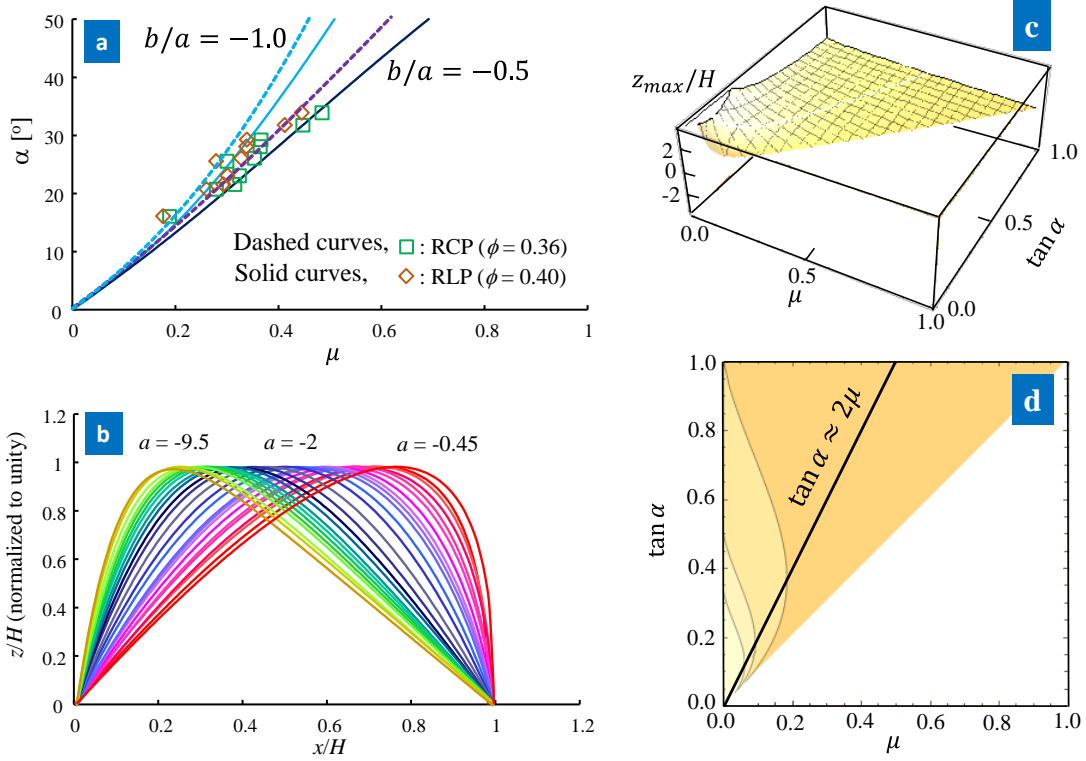 a
b/a = −1.0
b/a = −0.5
α [°]
50
40
30
20
10
0
Dashed curves, : RCP (ϕ = 0.36)
Solid curves, : RLP (ϕ = 0.40)
0 0.2 0.4 0.6 0.8 1
μ
b
z/H (normalized to unity)
1.2
1
0.8
0.6
0.4
0.2
0
a = -9.5 a = -2 a = -0.45
0 0.2 0.4 0.6 0.8 1 1.2
x/H
c
z_max/H
2
0
-2
0.0
0.5
1.0
μ
0.0
0.5
1.0
tan α
d
tan α
1.0
0.8
0.6
0.4
0.2
0.0
tan α ≈ 2μ
0.0 0.2 0.4 0.6 0.8 1.0
μ